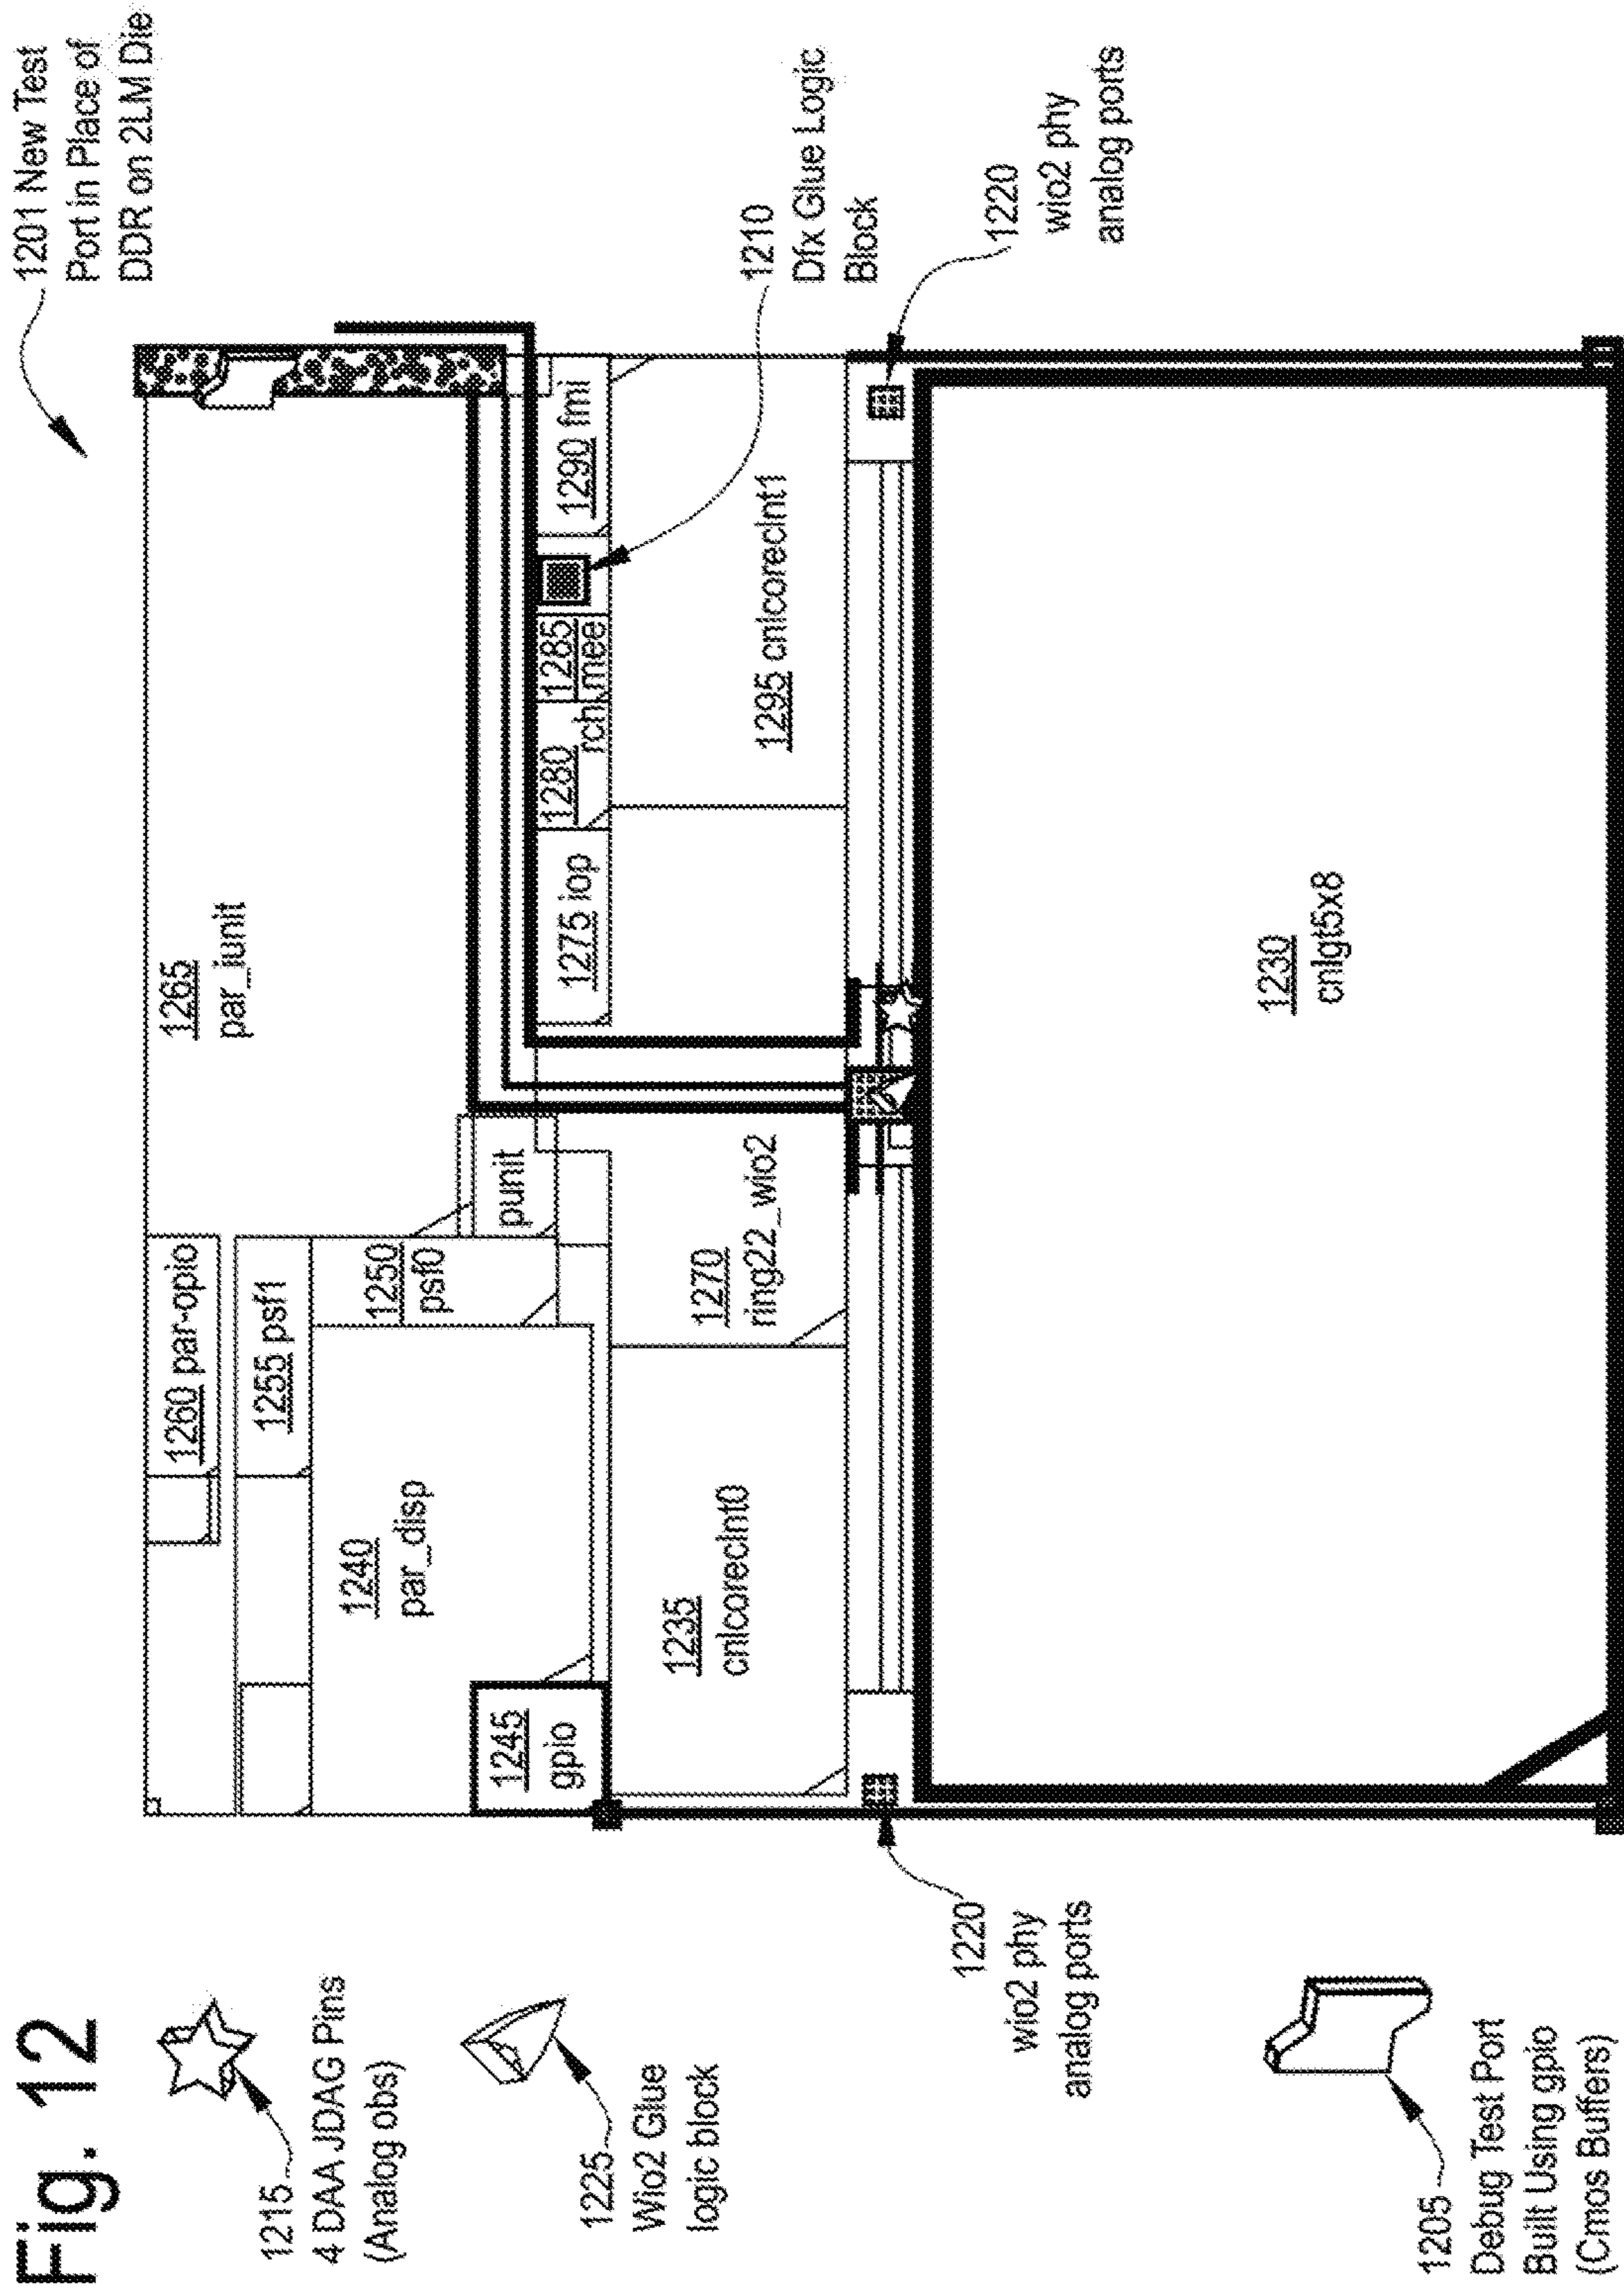 Fig. 12
1215
4 DAA JDAG Pins
(Analog obs)
1225
Wio2 Glue
logic block
1220
wio2 phy
analog ports
1205
Debug Test Port
Built Using gpio
(Cmos Buffers)
1201 New Test
Port in Place of
DDR on 2LM Die
1210
Dfx Glue Logic
Block
1220
wio2 phy
analog ports
1260 par-opio
1255 psf1
1250
psf0
1240
par_disp
1245
gpio
punit
1265
par_iunit
1235
cnlcoreclnt0
1270
ring22_wio2
1275 iop
1280
rch
1285
mee
1290 fmi
1295 cnlcoreclnt1
1230
cnlgt5x8